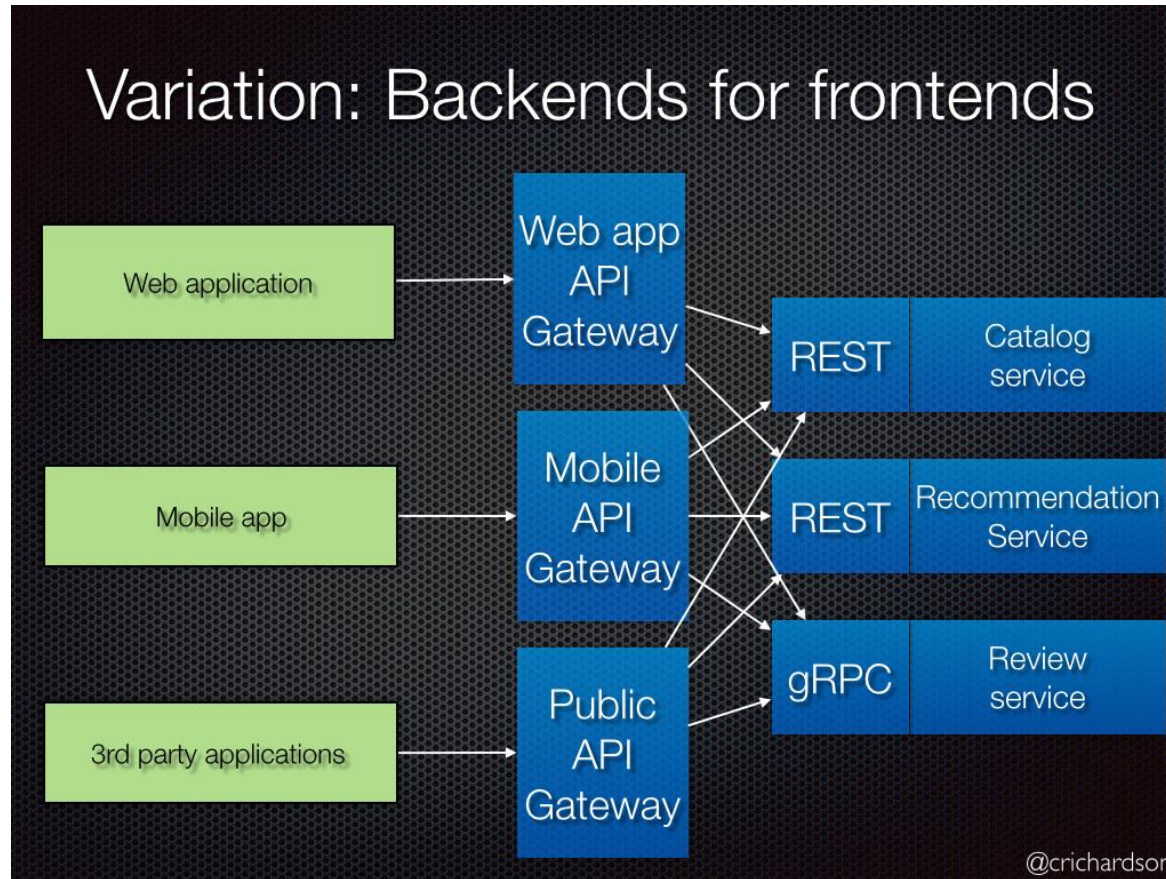 Variation: Backends for frontends
Web application
Web app
API
Gateway
REST
Catalog
service
Mobile app
Mobile
API
Gateway
REST
Recommendation
Service
3rd party applications
Public
API
Gateway
gRPC
Review
service
@crichardson